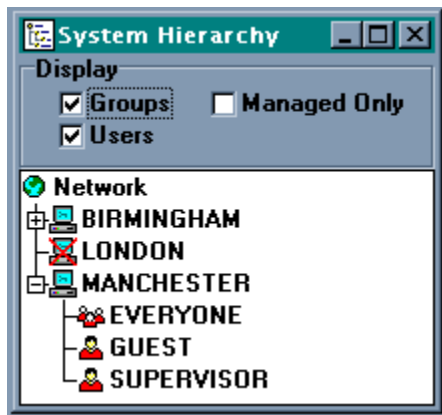 System Hierarchy
Display
Groups Managed Only
Users
Network
BIRMINGHAM
LONDON
MANCHESTER
EVERYONE
GUEST
SUPERVISOR